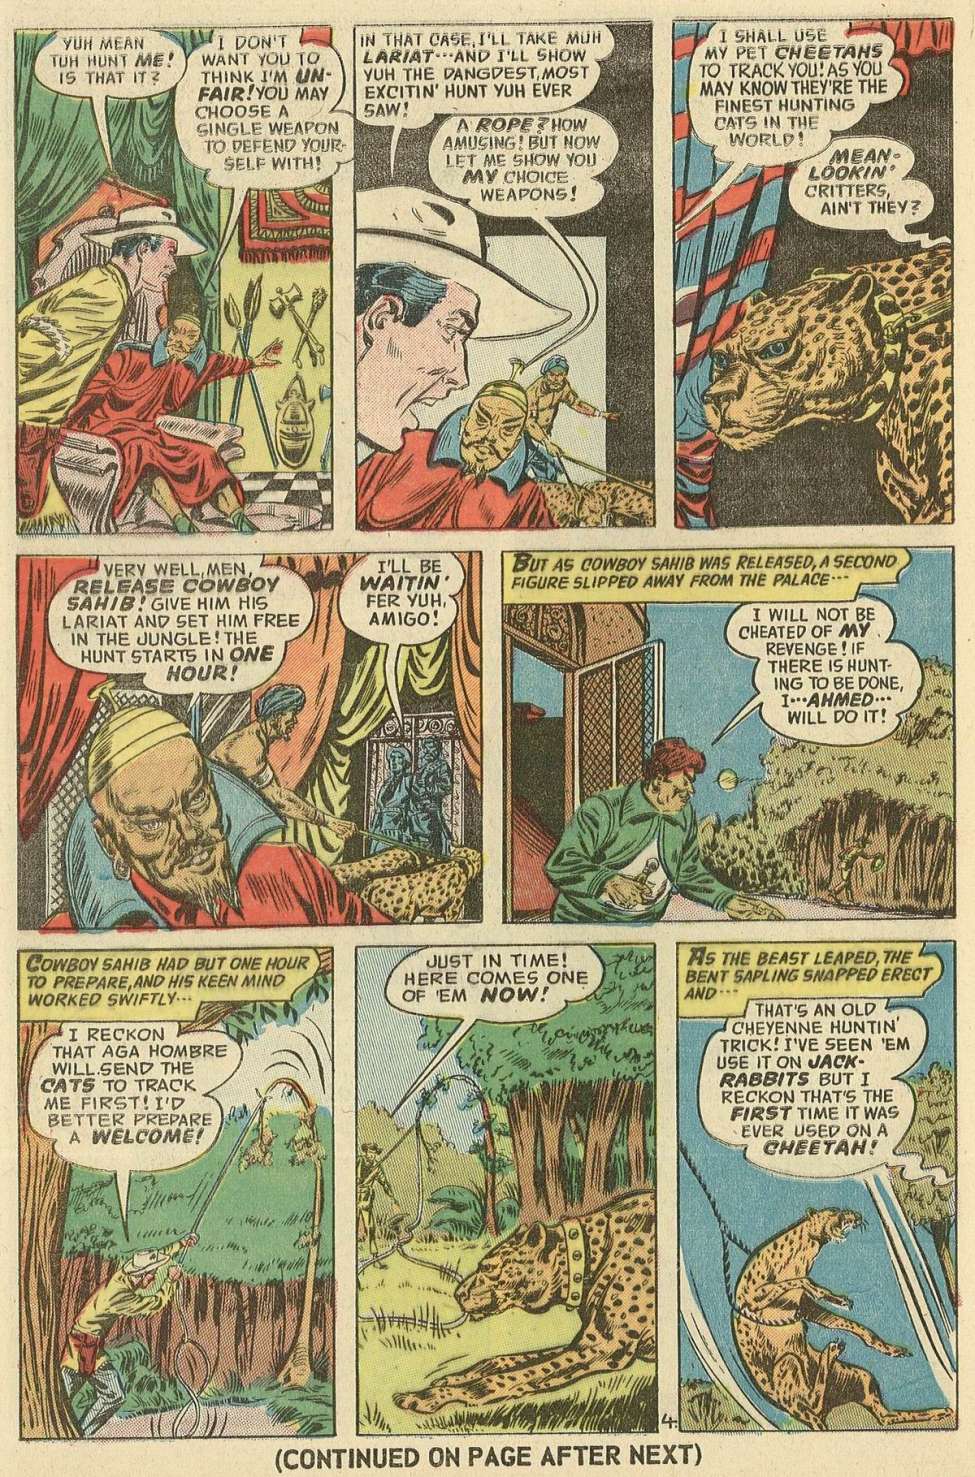 YUH MEAN
TUH HUNT ME!
IS THAT IT?
I DON'T
WANT YOU TO
THINK I'M UN-
FAIR! YOU MAY
CHOOSE A
SINGLE WEAPON
TO DEFEND YOUR-
SELF WITH!
IN THAT CASE, I'LL TAKE MUH
LARIAT--- AND I'LL SHOW
YUH THE DANGDEST, MOST
EXCITIN' HUNT YUH EVER
SAW!
A ROPE? HOW
AMUSING! BUT NOW
LET ME SHOW YOU
MY CHOICE
WEAPONS!
I SHALL USE
MY PET CHEETAHS
TO TRACK YOU! AS YOU
MAY KNOW THEY'RE THE
FINEST HUNTING
CATS IN THE
WORLD!
MEAN-
LOOKIN'
CRITTERS,
AIN'T THEY?
VERY WELL, MEN,
RELEASE COWBOY
SAHIB! GIVE HIM HIS
LARIAT AND SET HIM FREE
IN THE JUNGLE! THE
HUNT STARTS IN ONE
HOUR!
I'LL BE
WAITIN'
FER YUH,
AMIGO!
BUT AS COWBOY SAHIB WAS RELEASED, A SECOND
FIGURE SLIPPED AWAY FROM THE PALACE---
I WILL NOT BE
CHEATED OF MY
REVENGE! IF
THERE IS HUNT-
ING TO BE DONE,
I---AHMED---
WILL DO IT!
COWBOY SAHIB HAD BUT ONE HOUR
TO PREPARE, AND HIS KEEN MIND
WORKED SWIFTLY---
I RECKON
THAT AGA HOMBRE
WILL SEND THE
CATS TO TRACK
ME FIRST! I'D
BETTER PREPARE
A WELCOME!
JUST IN TIME!
HERE COMES ONE
OF 'EM NOW!
AS THE BEAST LEAPED, THE
BENT SAPLING SNAPPED ERECT
AND---
THAT'S AN OLD
CHEYENNE HUNTIN'
TRICK! I'VE SEEN 'EM
USE IT ON JACK-
RABBITS BUT I
RECKON THAT'S THE
FIRST TIME IT WAS
EVER USED ON A
CHEETAH!
4.
(CONTINUED ON PAGE AFTER NEXT)